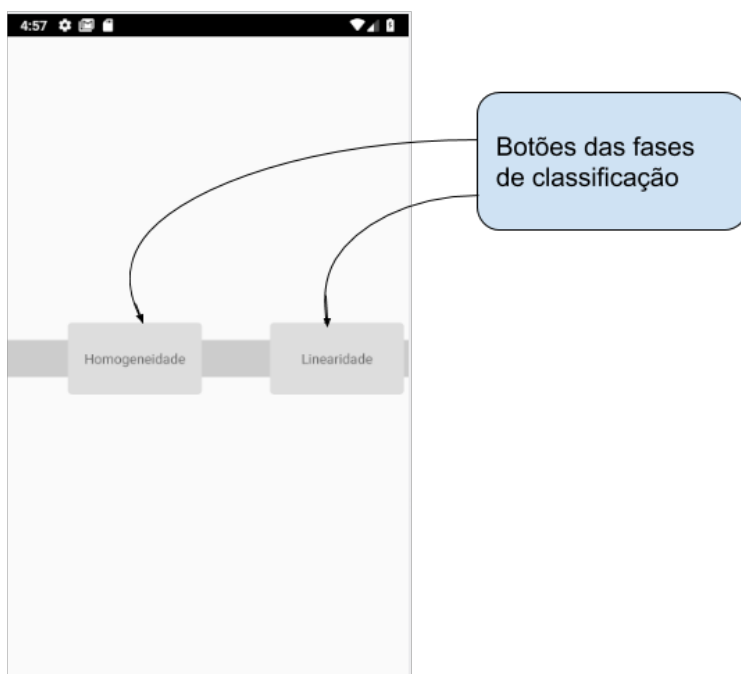 4:57
Botões das fases
de classificação
Homogeneidade
Linearidade